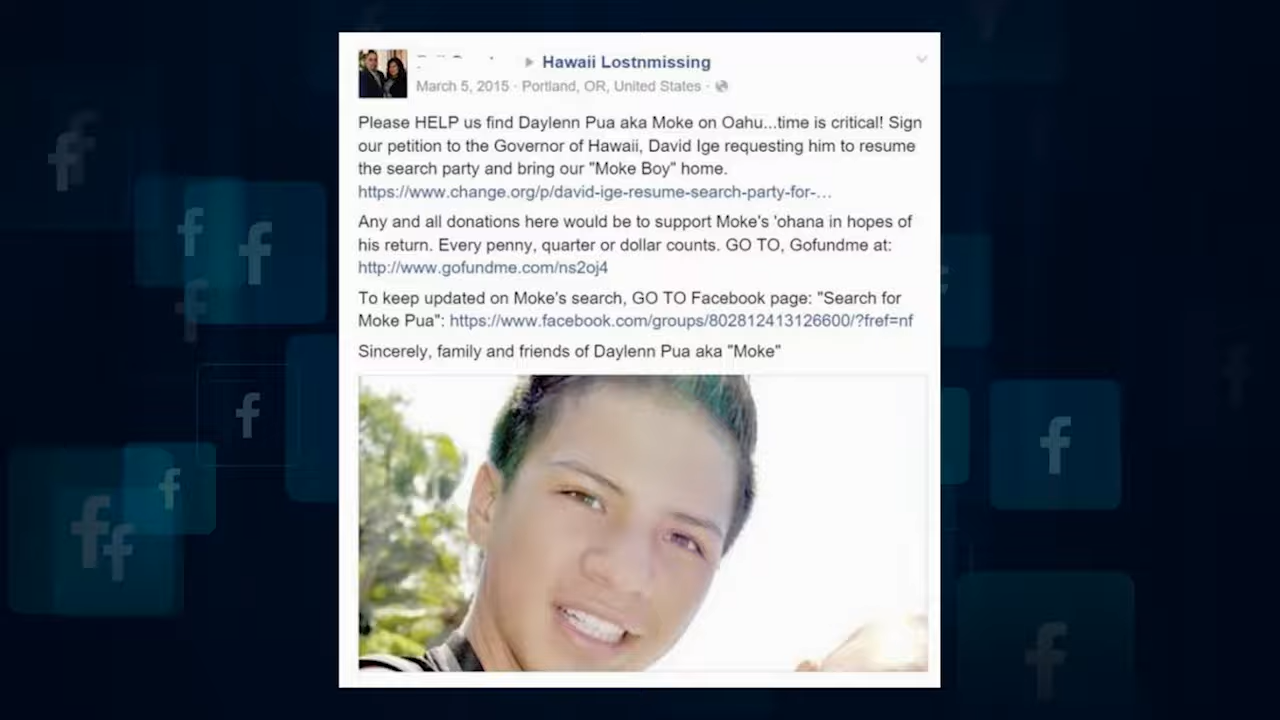 Hawaii Lostnmissing
March 5, 2015 · Portland, OR, United States ·
Please HELP us find Daylenn Pua aka Moke on Oahu...time is critical! Sign
our petition to the Governor of Hawaii, David Ige requesting him to resume
the search party and bring our "Moke Boy" home.
https://www.change.org/p/david-ige-resume-search-party-for-...
Any and all donations here would be to support Moke's 'ohana in hopes of
his return. Every penny, quarter or dollar counts. GO TO, Gofundme at:
http://www.gofundme.com/ns2oj4
To keep updated on Moke's search, GO TO Facebook page: "Search for
Moke Pua": https://www.facebook.com/groups/802812413126600/?fref=nf
Sincerely, family and friends of Daylenn Pua aka "Moke"